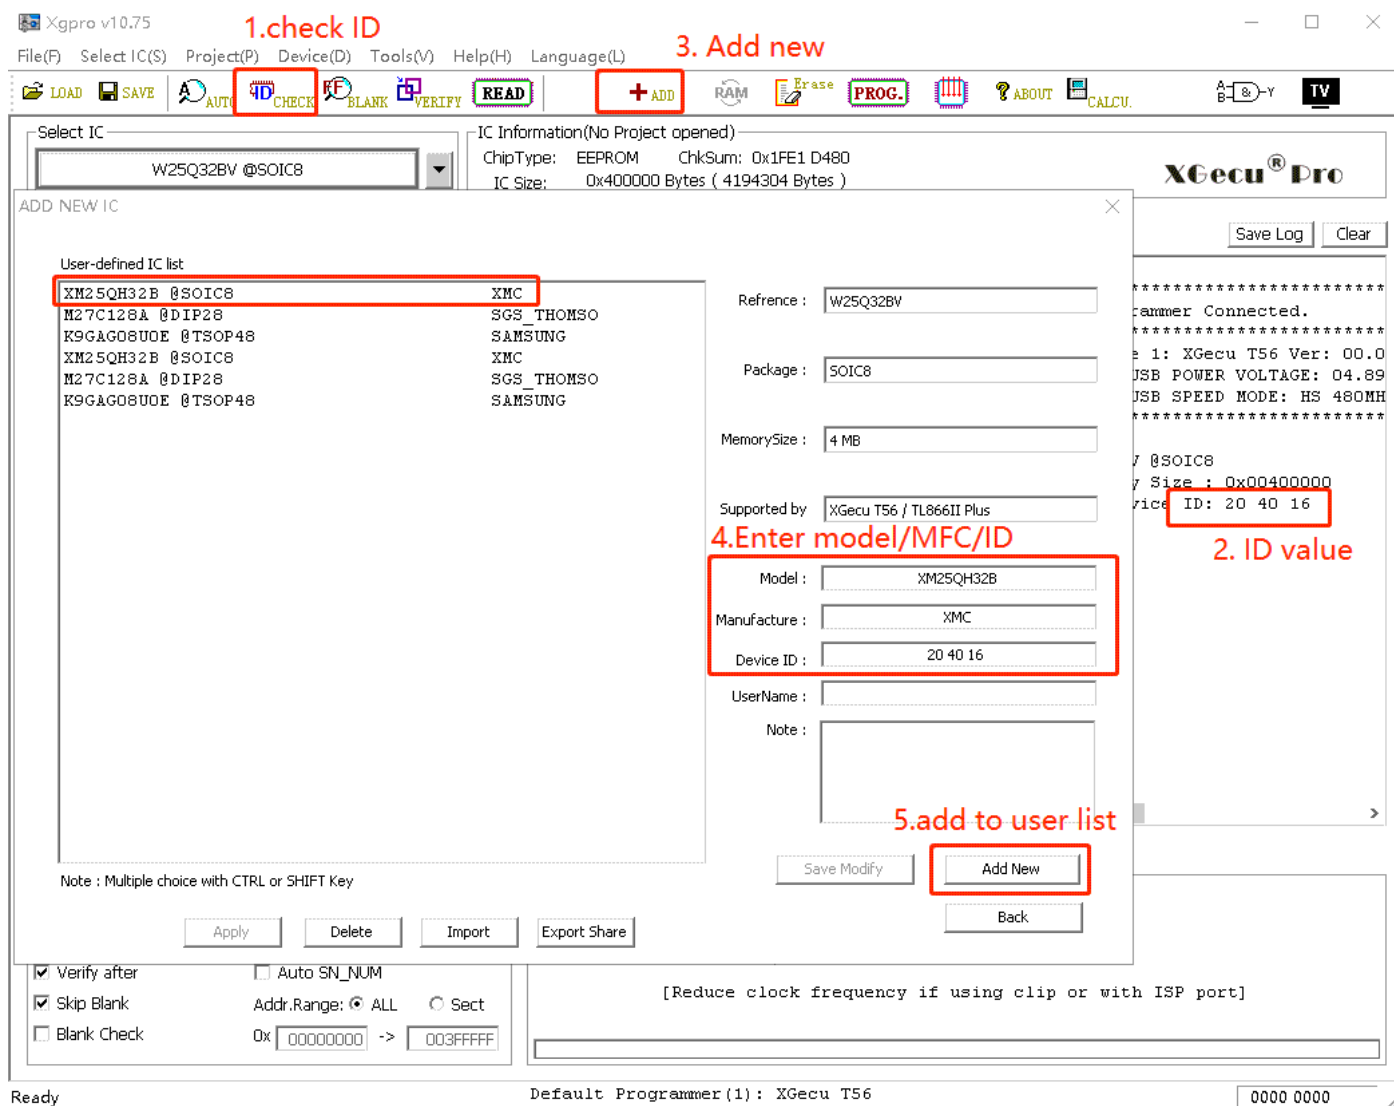 Xgpro v10.75
1.check ID
3. Add new
File(F) Select IC(S) Project(P) Device(D) Tools(V) Help(H) Language(L)
LOAD SAVE AUTO ID CHECK FF BLANK VERIFY READ ADD RAM Erase PROG. ? ABOUT CALCU. A B & Y TV
Select IC
W25Q32BV @SOIC8
IC Information(No Project opened)
ChipType: EEPROM ChkSum: 0x1FE1 D480
IC Size: 0x400000 Bytes ( 4194304 Bytes )
XGecu® Pro
Save Log Clear
ADD NEW IC
User-defined IC list
XM25QH32B @SOIC8 XMC
M27C128A @DIP28 SGS_THOMSO
K9GAG08U0E @TSOP48 SAMSUNG
XM25QH32B @SOIC8 XMC
M27C128A @DIP28 SGS_THOMSO
K9GAG08U0E @TSOP48 SAMSUNG
Refrence : W25Q32BV
Package : SOIC8
MemorySize : 4 MB
Supported by XGecu T56 / TL866II Plus
4.Enter model/MFC/ID
Model : XM25QH32B
Manufacture : XMC
Device ID : 20 40 16
UserName :
Note :
5.add to user list
Save Modify Add New
Back
Note : Multiple choice with CTRL or SHIFT Key
Apply Delete Import Export Share
************************
rammer Connected.
************************
e 1: XGecu T56 Ver: 00.0
USB POWER VOLTAGE: 04.89
USB SPEED MODE: HS 480MH
************************
V @SOIC8
y Size : 0x00400000
vice ID: 20 40 16
2. ID value
Verify after Auto SN_NUM
Skip Blank Addr.Range: ALL Sect
Blank Check 0x 00000000 -> 003FFFFF
[Reduce clock frequency if using clip or with ISP port]
Ready Default Programmer(1): XGecu T56 0000 0000